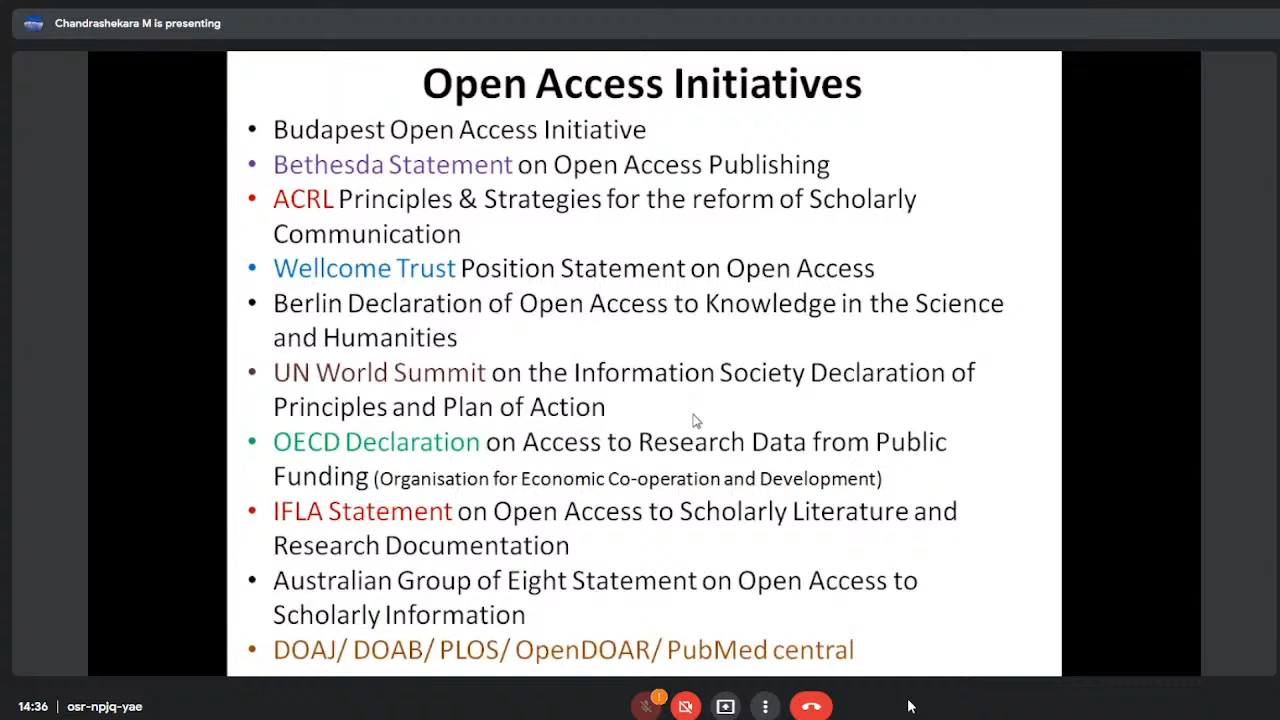 Chandrashekara M is presenting
Open Access Initiatives
• Budapest Open Access Initiative
• Bethesda Statement on Open Access Publishing
• ACRL Principles & Strategies for the reform of Scholarly
Communication
• Wellcome Trust Position Statement on Open Access
• Berlin Declaration of Open Access to Knowledge in the Science
and Humanities
• UN World Summit on the Information Society Declaration of
Principles and Plan of Action
• OECD Declaration on Access to Research Data from Public
Funding (Organisation for Economic Co-operation and Development)
• IFLA Statement on Open Access to Scholarly Literature and
Research Documentation
• Australian Group of Eight Statement on Open Access to
Scholarly Information
• DOAJ/ DOAB/ PLOS/ OpenDOAR/ PubMed central
14:36 | osr-npjq-yae